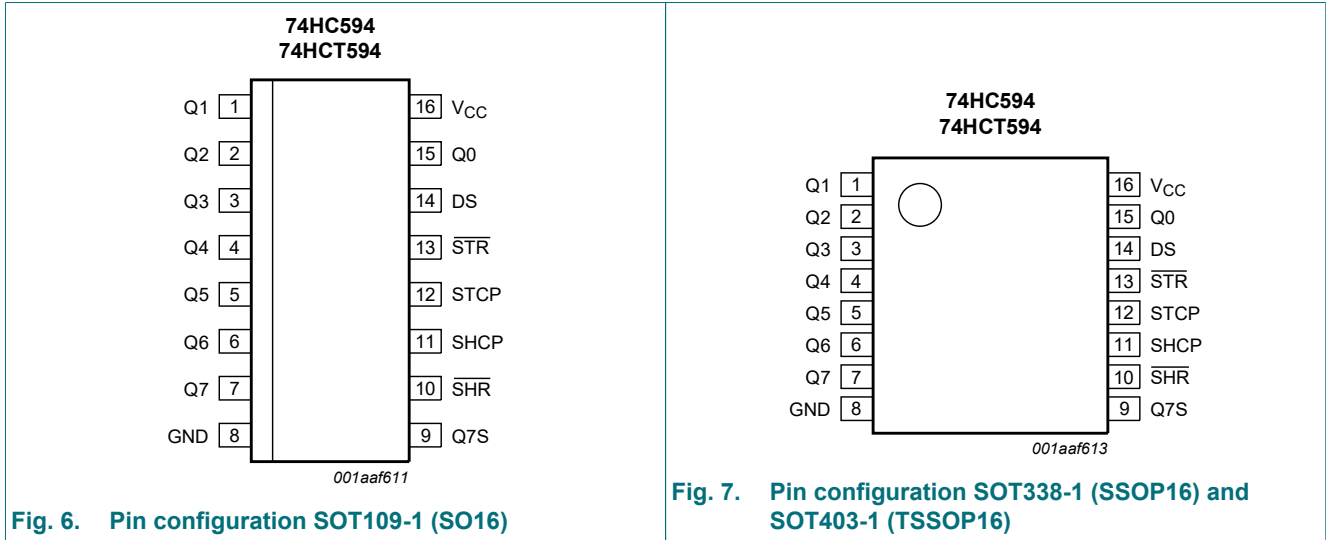 74HC594
74HCT594
Q1 1 16 VCC
Q2 2 15 Q0
Q3 3 14 DS
Q4 4 13 S̅T̅R̅
Q5 5 12 STCP
Q6 6 11 SHCP
Q7 7 10 S̅H̅R̅
GND 8 9 Q7S
001aaf611
Fig. 6. Pin configuration SOT109-1 (SO16)
74HC594
74HCT594
Q1 1 16 VCC
Q2 2 15 Q0
Q3 3 14 DS
Q4 4 13 S̅T̅R̅
Q5 5 12 STCP
Q6 6 11 SHCP
Q7 7 10 S̅H̅R̅
GND 8 9 Q7S
001aaf613
Fig. 7. Pin configuration SOT338-1 (SSOP16) and
SOT403-1 (TSSOP16)